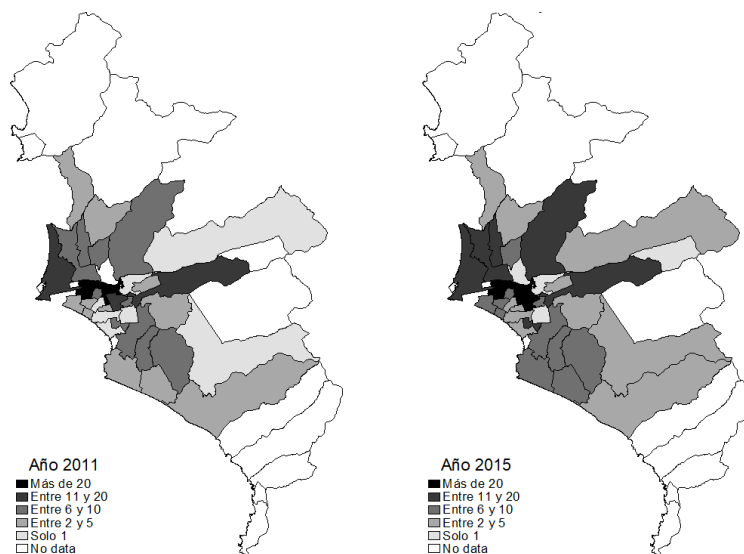 Año 2011
Más de 20
Entre 11 y 20
Entre 6 y 10
Entre 2 y 5
Solo 1
No data
Año 2015
Más de 20
Entre 11 y 20
Entre 6 y 10
Entre 2 y 5
Solo 1
No data